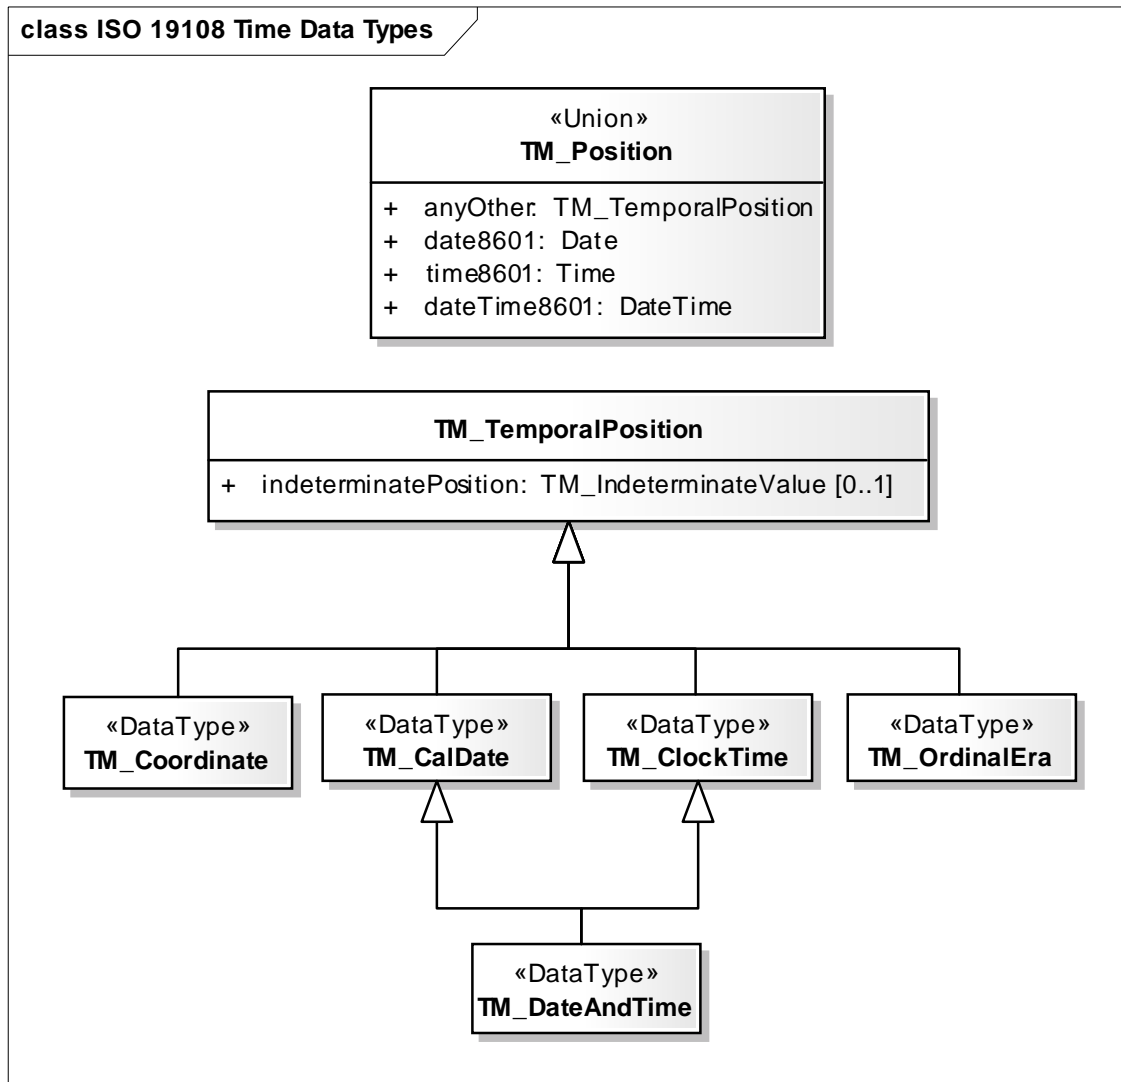 class ISO 19108 Time Data Types
«Union»
TM_Position
+ anyOther: TM_TemporalPosition
+ date8601: Date
+ time8601: Time
+ dateTime8601: DateTime
TM_TemporalPosition
+ indeterminatePosition: TM_IndeterminateValue [0..1]
«DataType»
TM_Coordinate
«DataType»
TM_CalDate
«DataType»
TM_ClockTime
«DataType»
TM_OrdinalEra
«DataType»
TM_DateAndTime